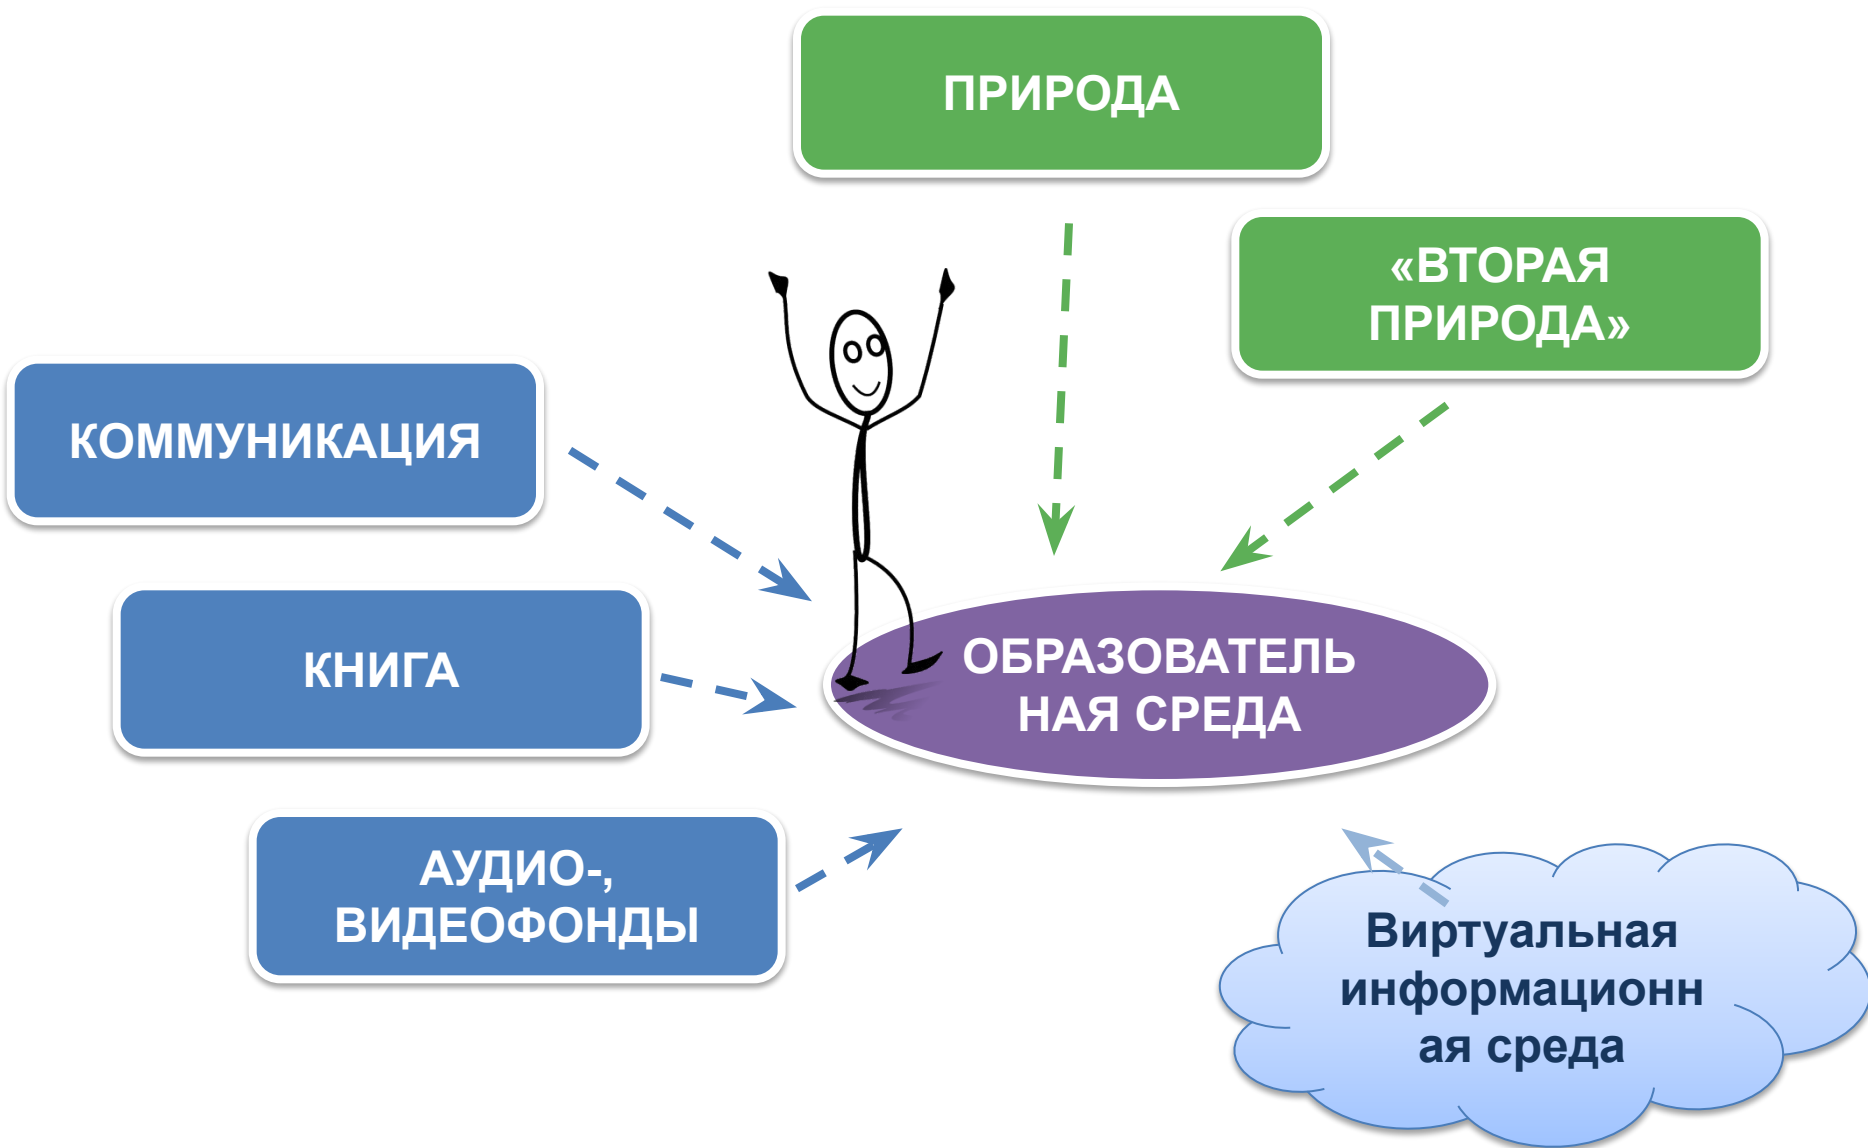 ПРИРОДА
«ВТОРАЯ
ПРИРОДА»
КОММУНИКАЦИЯ
КНИГА
ОБРАЗОВАТЕЛЬ
НАЯ СРЕДА
АУДИО-,
ВИДЕОФОНДЫ
Виртуальная
информационн
ая среда